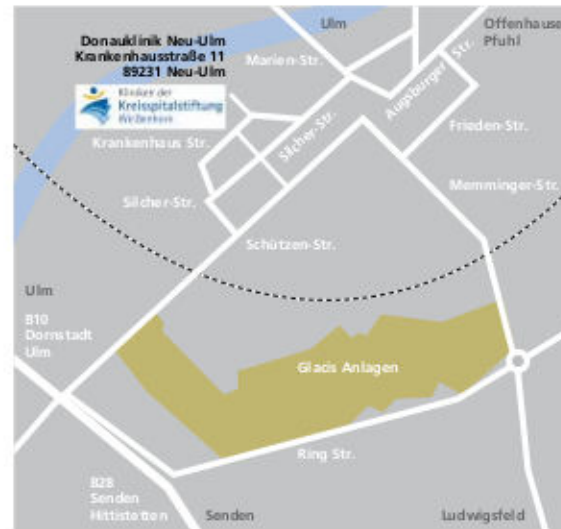 Ulm
Offenhause
Pfuhl
Donauklinik Neu-Ulm
Krankenhausstraße 11
89231 Neu-Ulm
Marien-Str.
Augsburger Str.
Kliniken der
Kreisspitalstiftung
Weißenhorn
Frieden-Str.
Krankenhaus Str.
Silcher-Str.
Memminger-Str.
Silcher-Str.
Schützen-Str.
Ulm
B10
Dornstadt
Ulm
Glacis Anlagen
Ring Str.
B28
Senden
Hittistetten
Senden
Ludwigsfeld